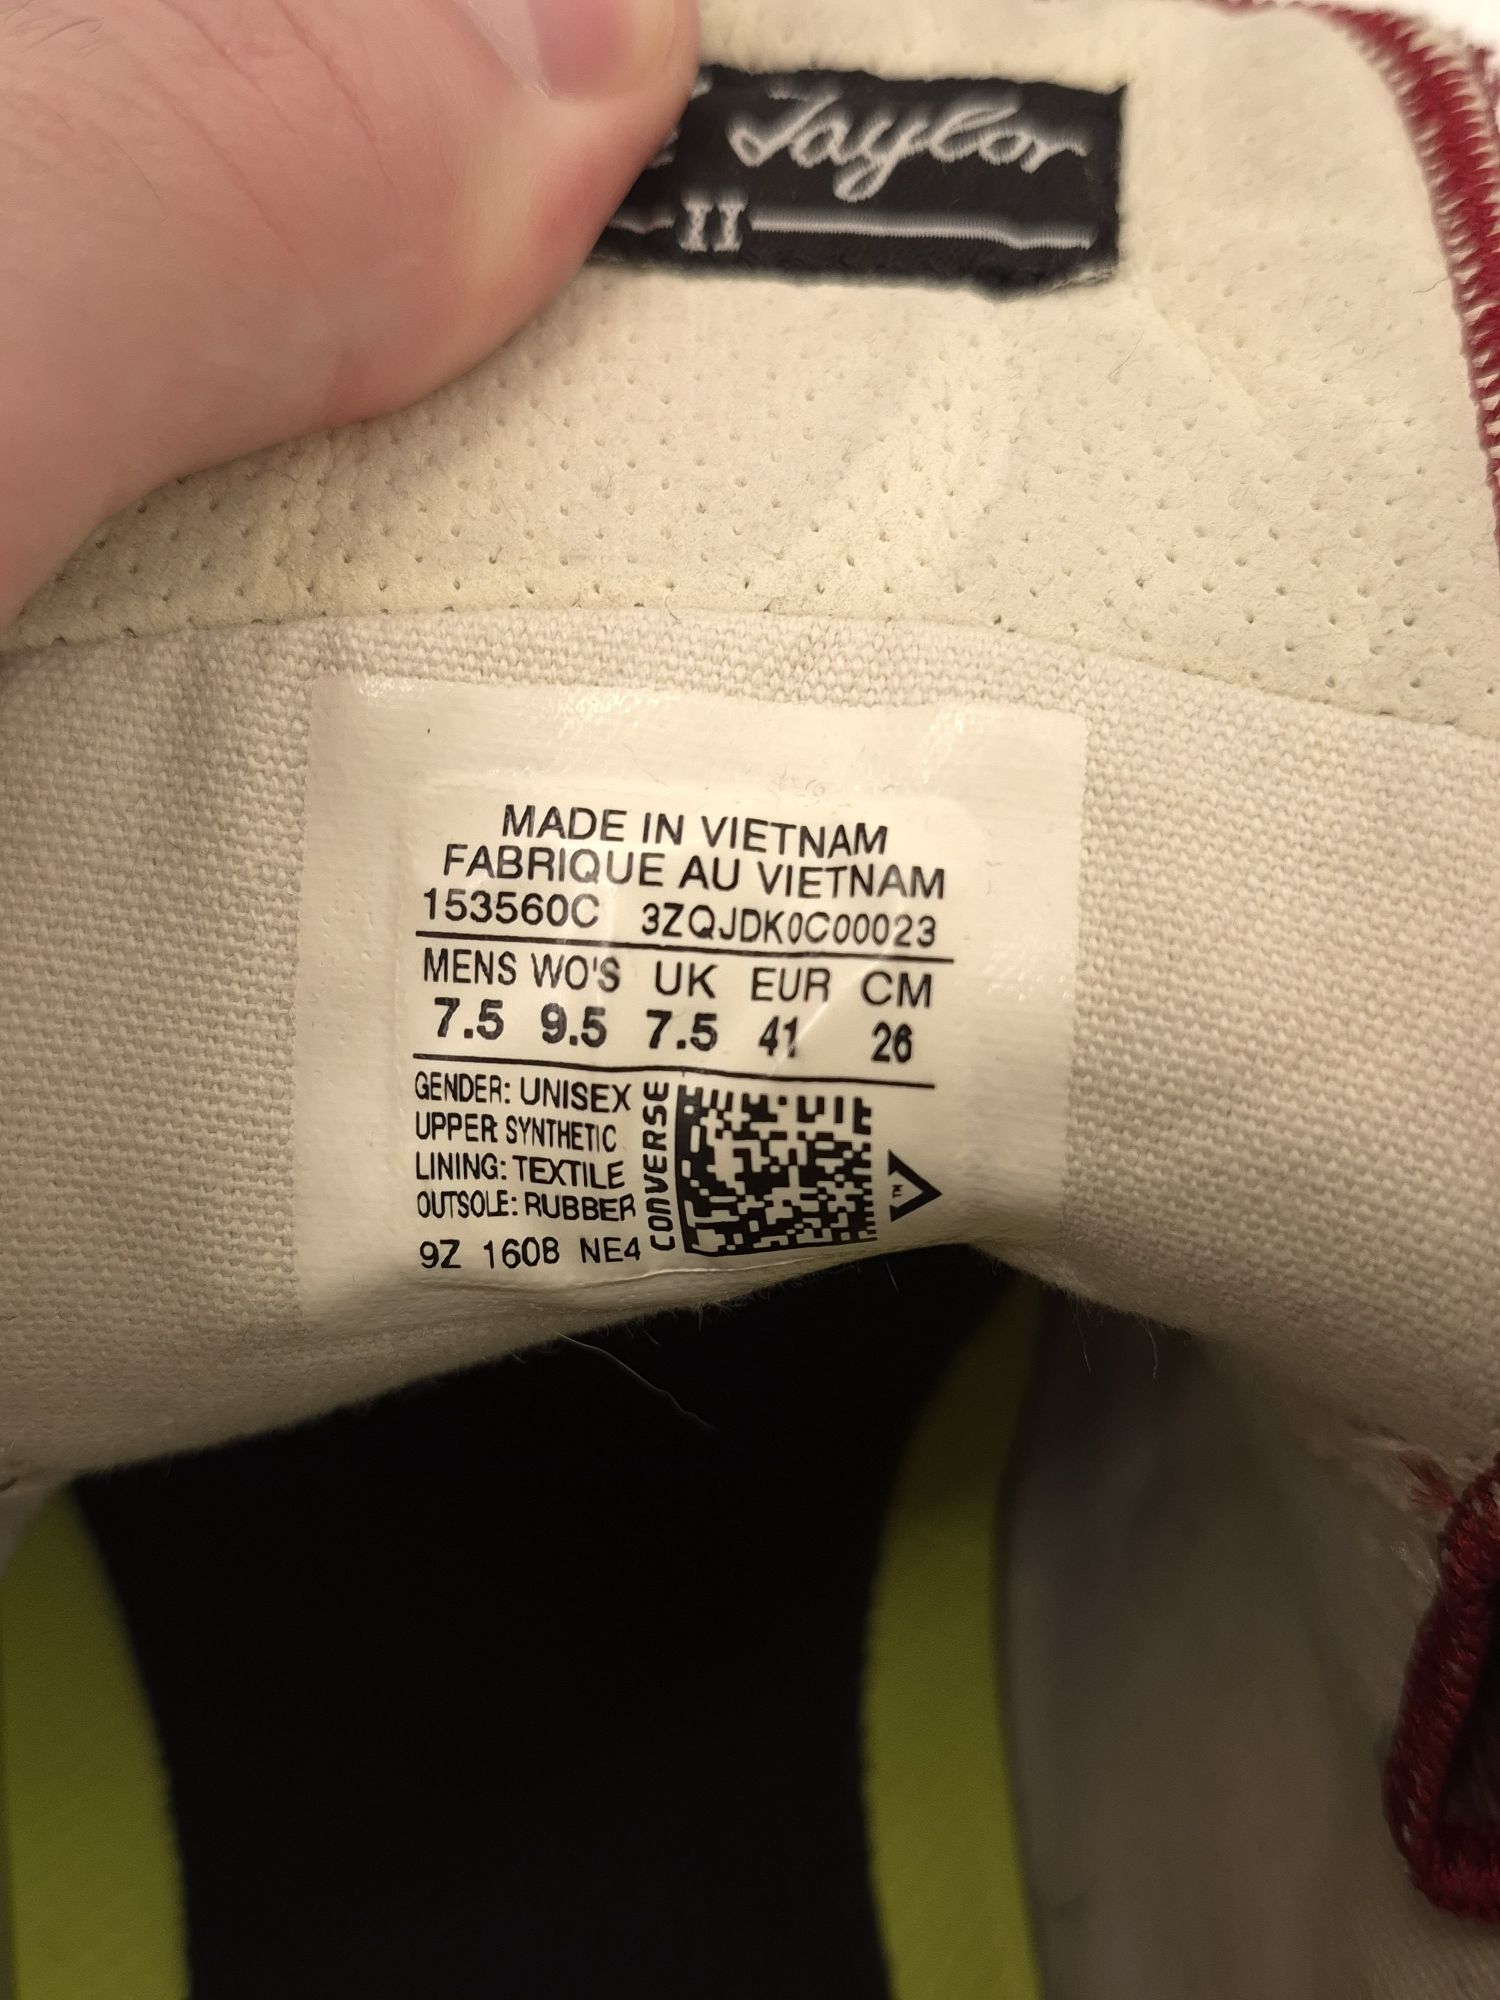 Taylor
II
MADE IN VIETNAM
FABRIQUE AU VIETNAM
153560C 3ZQJDK0C00023
MENS WO'S UK EUR CM
7.5 9.5 7.5 41 26
GENDER: UNISEX
UPPER: SYNTHETIC
LINING: TEXTILE
OUTSOLE: RUBBER
9Z 1608 NE4
CONVERSE
TM